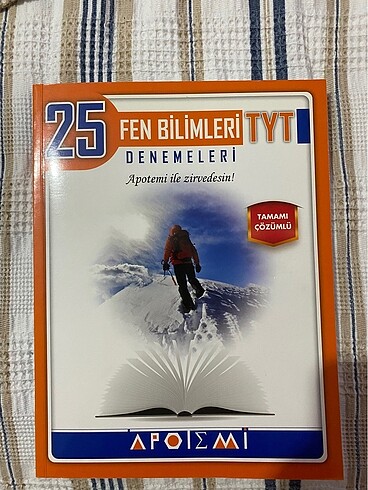 25 FEN BİLİMLERİ TYT
DENEMELERİ
Apotemi ile zirvedesin!
TAMAMI
ÇÖZÜMLÜ
APOTEMİ